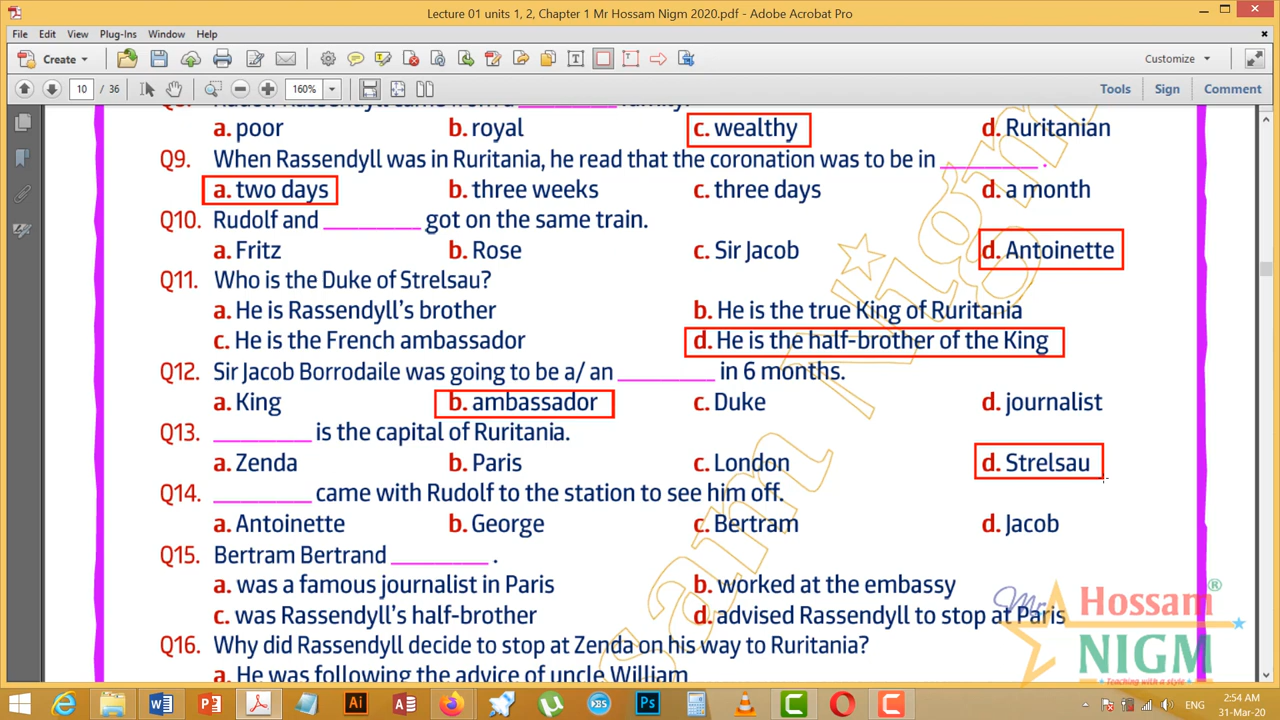 Lecture 01 units 1, 2, Chapter 1 Mr Hossam Nigm 2020.pdf - Adobe Acrobat Pro
File Edit View Plug-Ins Window Help
Create Customize
10 / 36 160% Tools Sign Comment
a. poor b. royal c. wealthy d. Ruritanian
Q9. When Rassendyll was in Ruritania, he read that the coronation was to be in ________ .
a. two days b. three weeks c. three days d. a month
Q10. Rudolf and ________ got on the same train.
a. Fritz b. Rose c. Sir Jacob d. Antoinette
Q11. Who is the Duke of Strelsau?
a. He is Rassendyll's brother b. He is the true King of Ruritania
c. He is the French ambassador d. He is the half-brother of the King
Q12. Sir Jacob Borrodaile was going to be a/ an ________ in 6 months.
a. King b. ambassador c. Duke d. journalist
Q13. ________ is the capital of Ruritania.
a. Zenda b. Paris c. London d. Strelsau
Q14. ________ came with Rudolf to the station to see him off.
a. Antoinette b. George c. Bertram d. Jacob
Q15. Bertram Bertrand ________ .
a. was a famous journalist in Paris b. worked at the embassy
c. was Rassendyll's half-brother d. advised Rassendyll to stop at Paris
Q16. Why did Rassendyll decide to stop at Zenda on his way to Ruritania?
a. He was following the advice of uncle William
Mr Hossam ®
NIGM
Teaching with a style
ENG 2:54 AM
31-Mar-20